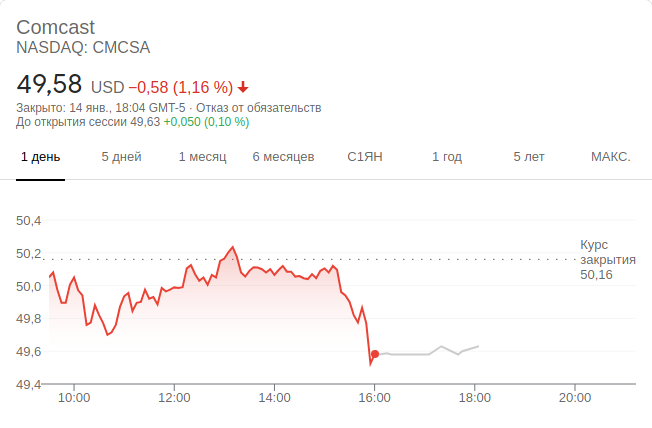 Comcast
NASDAQ: CMCSA
49,58 USD −0,58 (1,16 %)
Закрыто: 14 янв., 18:04 GMT-5 · Отказ от обязательств
До открытия сессии 49,63 +0,050 (0,10 %)
1 день 5 дней 1 месяц 6 месяцев С1ЯН 1 год 5 лет МАКС.
50,4
50,2
50,0
49,8
49,6
49,4
Курс
закрытия
50,16
10:00 12:00 14:00 16:00 18:00 20:00